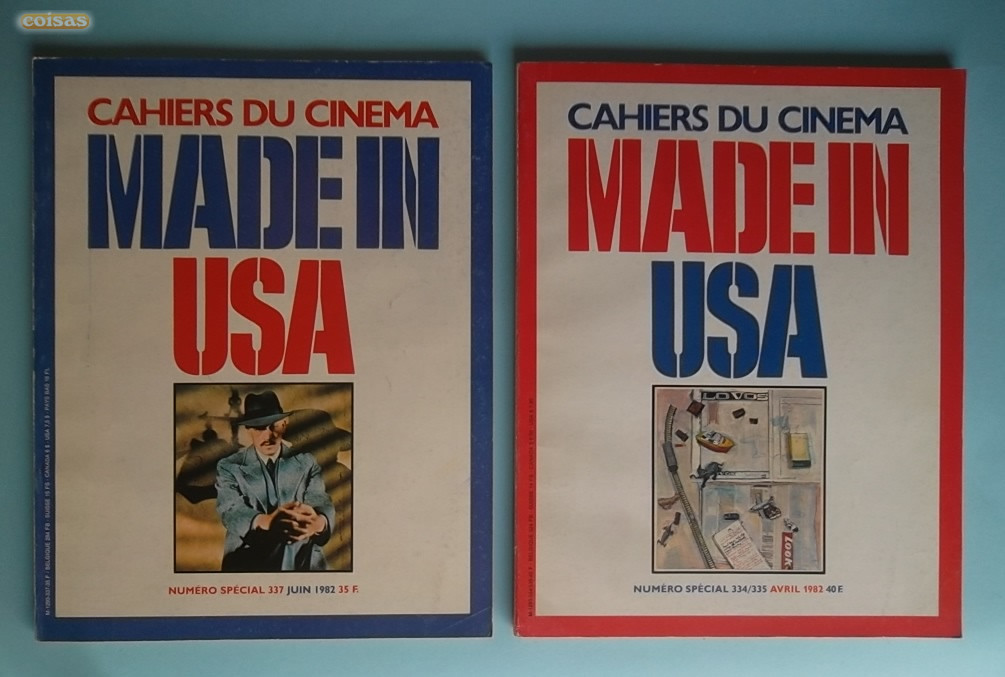 coisas
CAHIERS DU CINEMA
MADE IN
USA
NUMÉRO SPÉCIAL 337 JUIN 1982 35 F.
CAHIERS DU CINEMA
MADE IN
USA
LOVOS
Look
NUMÉRO SPÉCIAL 334/335 AVRIL 1982 40 F.